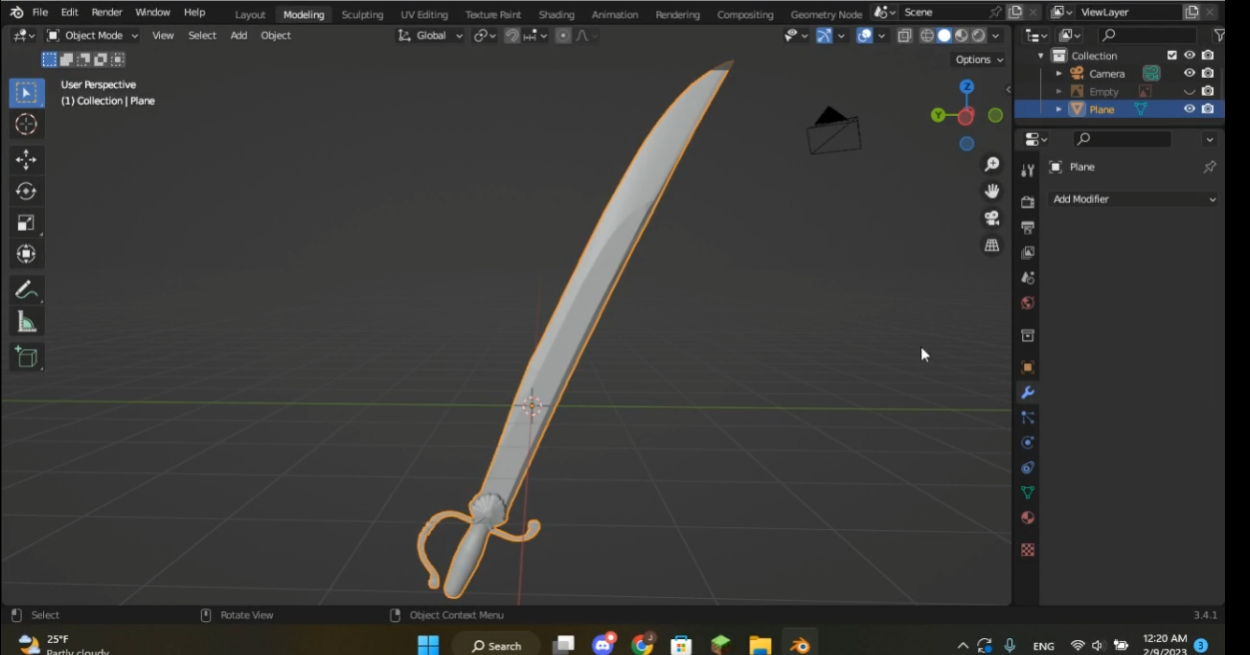 File Edit Render Window Help
Layout Modeling Sculpting UV Editing Texture Paint Shading Animation Rendering Compositing Geometry Node
Scene
ViewLayer
Object Mode View Select Add Object
Global
Options
User Perspective
(1) Collection | Plane
Z
Y
Collection
Camera
Empty
Plane
Plane
Add Modifier
Select
Rotate View
Object Context Menu
3.4.1
25°F
Partly cloudy
Search
ENG
12:20 AM
2/9/2023
3